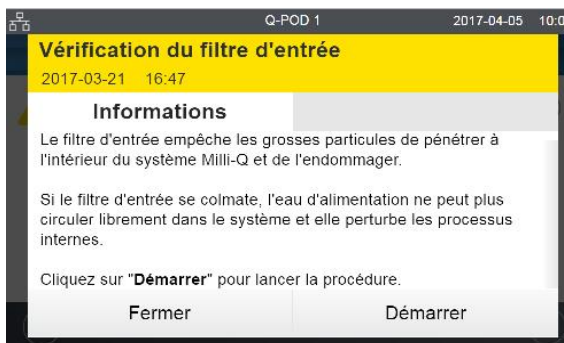 Q-POD 1 2017-04-05 10:0
Vérification du filtre d'entrée
2017-03-21 16:47
Informations
Le filtre d'entrée empêche les grosses particules de pénétrer à
l'intérieur du système Milli-Q et de l'endommager.
Si le filtre d'entrée se colmate, l'eau d'alimentation ne peut plus
circuler librement dans le système et elle perturbe les processus
internes.
Cliquez sur "Démarrer" pour lancer la procédure.
Fermer Démarrer